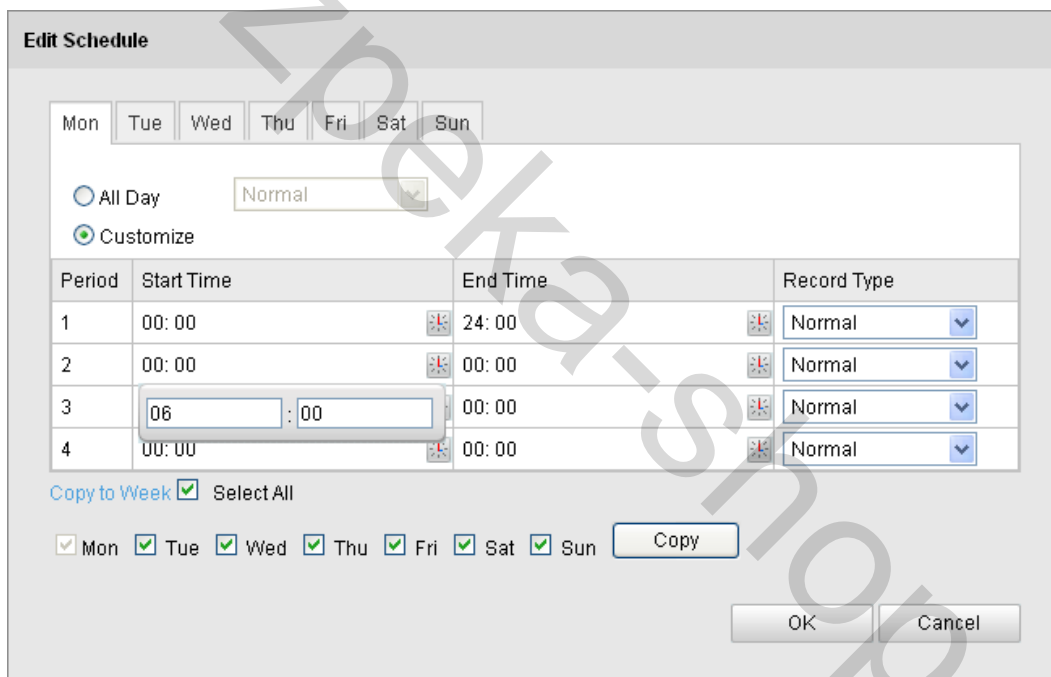 Edit Schedule
Mon Tue Wed Thu Fri Sat Sun
All Day Normal
Customize
Period Start Time End Time Record Type
1 00: 00 24: 00 Normal
2 00: 00 00: 00 Normal
3 06 : 00 00: 00 Normal
4 00: 00 00: 00 Normal
Copy to Week Select All
Mon Tue Wed Thu Fri Sat Sun Copy
OK Cancel
zpeka-shop